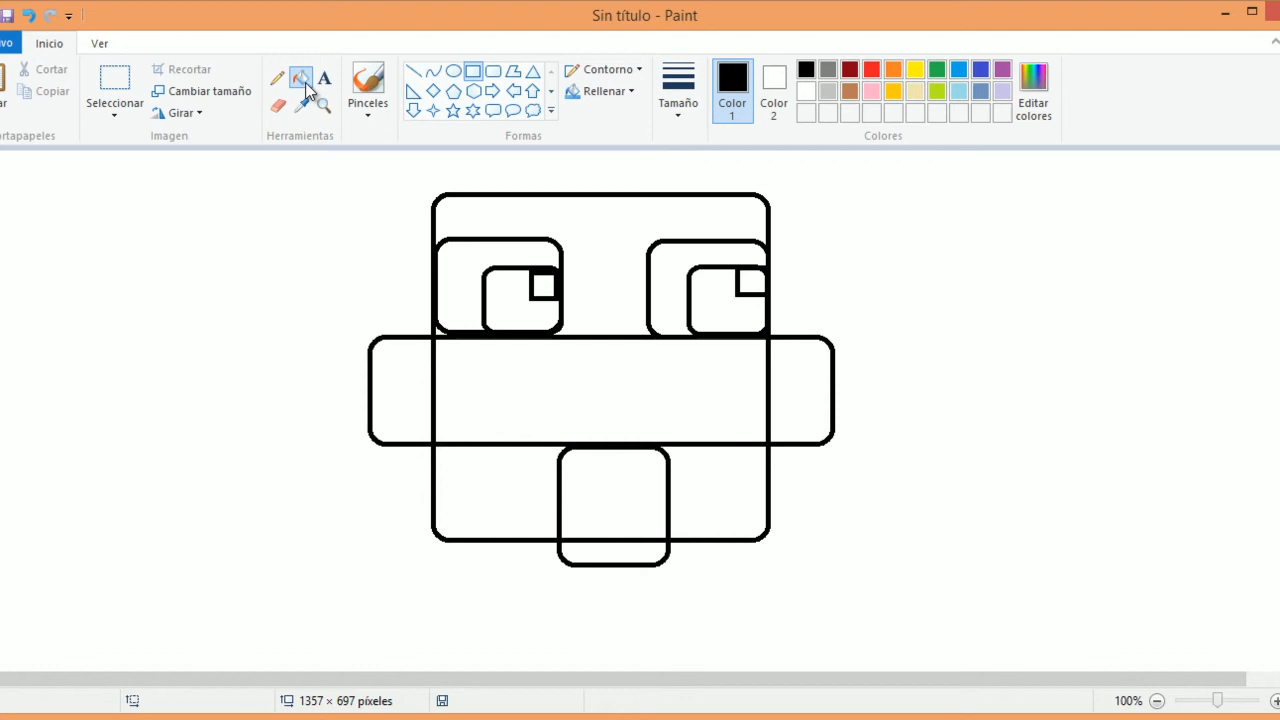 Sin título - Paint
Inicio Ver
Cortar
Copiar
Seleccionar
Recortar
Cambiar tamaño
Girar
Imagen
A
Herramientas
Pinceles
Formas
Contorno
Rellenar
Tamaño
Color 1
Color 2
Editar colores
Colores
1357 × 697 píxeles
100%